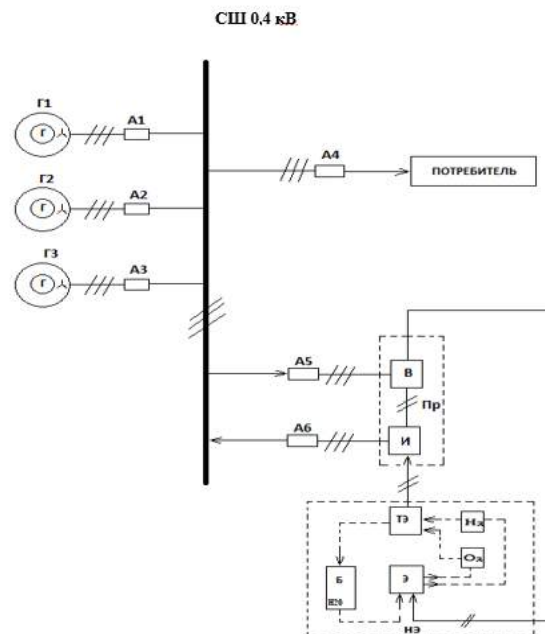 СШ 0,4 кВ
Г1
Г
А1
Г2
Г
А2
Г3
Г
А3
А4
ПОТРЕБИТЕЛЬ
А5
В
Пр
А6
И
ТЭ
Н₂
О₂
Б
Н2О
Э
НЭ